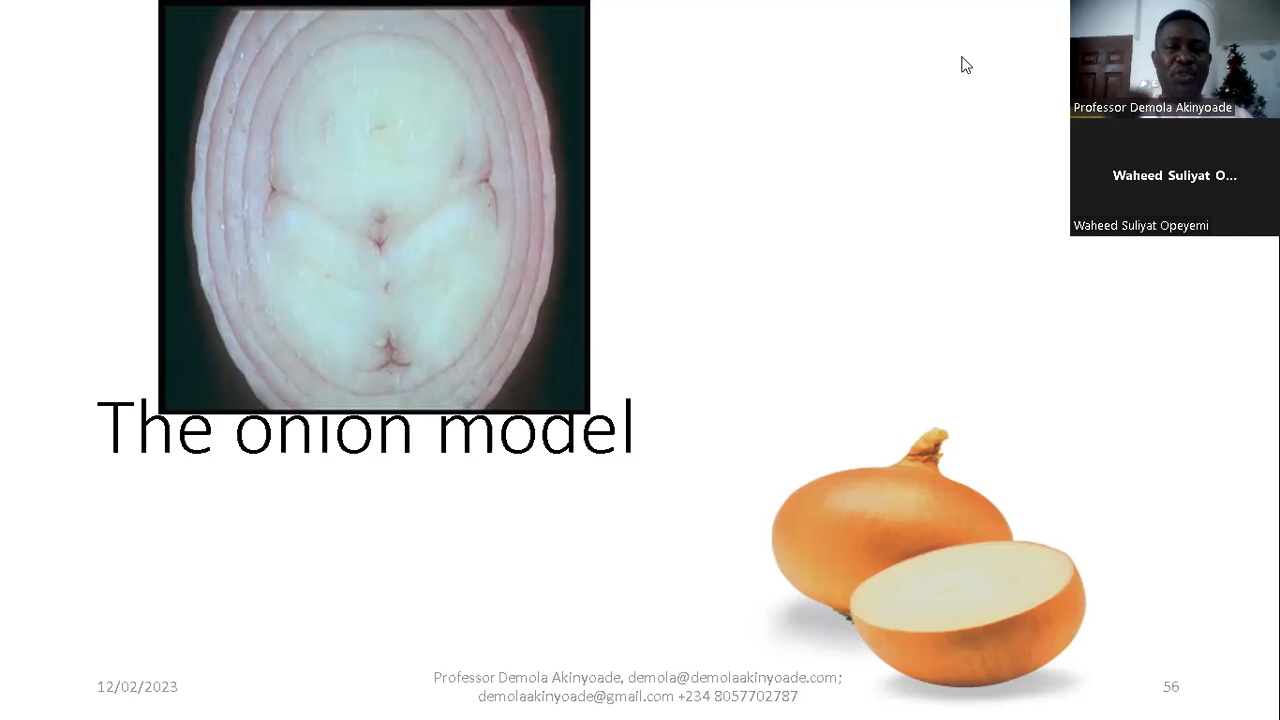 Professor Demola Akinyoade
Waheed Suliyat O...
Waheed Suliyat Opeyemi
The onion model
12/02/2023
Professor Demola Akinyoade, demola@demolaakinyoade.com;
demolaakinyoade@gmail.com +234 8057702787
56